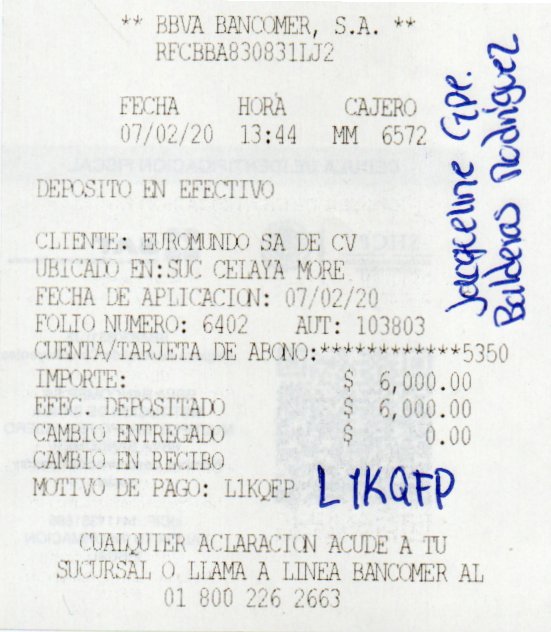 ** BBVA BANCOMER, S.A. **
RFCBBA830831LJ2
FECHA HORA CAJERO
07/02/20 13:44 MM 6572
DEPOSITO EN EFECTIVO
CLIENTE: EUROMUNDO SA DE CV
UBICADO EN:SUC CELAYA MORE
FECHA DE APLICACION: 07/02/20
FOLIO NUMERO: 6402 AUT: 103803
CUENTA/TARJETA DE ABONO:************5350
IMPORTE: $ 6,000.00
EFEC. DEPOSITADO $ 6,000.00
CAMBIO ENTREGADO $ 0.00
CAMBIO EN RECIBO
MOTIVO DE PAGO: L1KQFP L1KQFP
CUALQUIER ACLARACION ACUDE A TU
SUCURSAL O LLAMA A LINEA BANCOMER AL
01 800 226 2663
Jacqueline Gpe.
Balderas Rodríguez